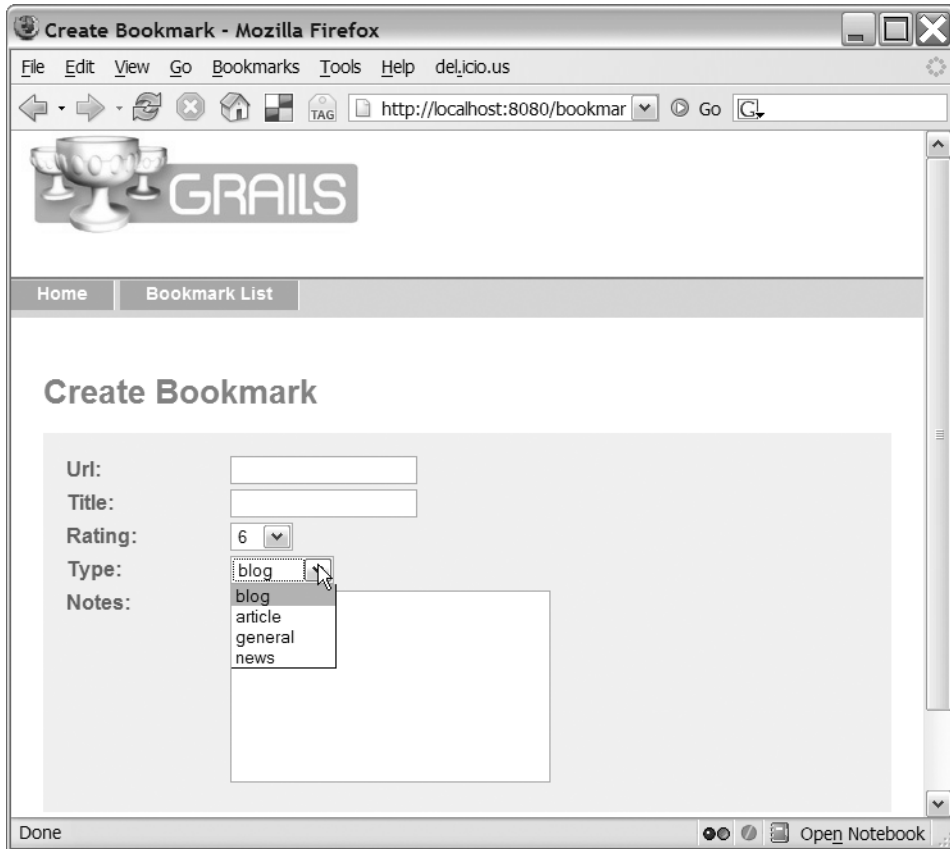 Create Bookmark - Mozilla Firefox
File Edit View Go Bookmarks Tools Help del.icio.us
TAG http://localhost:8080/bookmar Go G
GRAILS
Home Bookmark List
Create Bookmark
Url:
Title:
Rating: 6
Type: blog
Notes: blog
article
general
news
Done Open Notebook